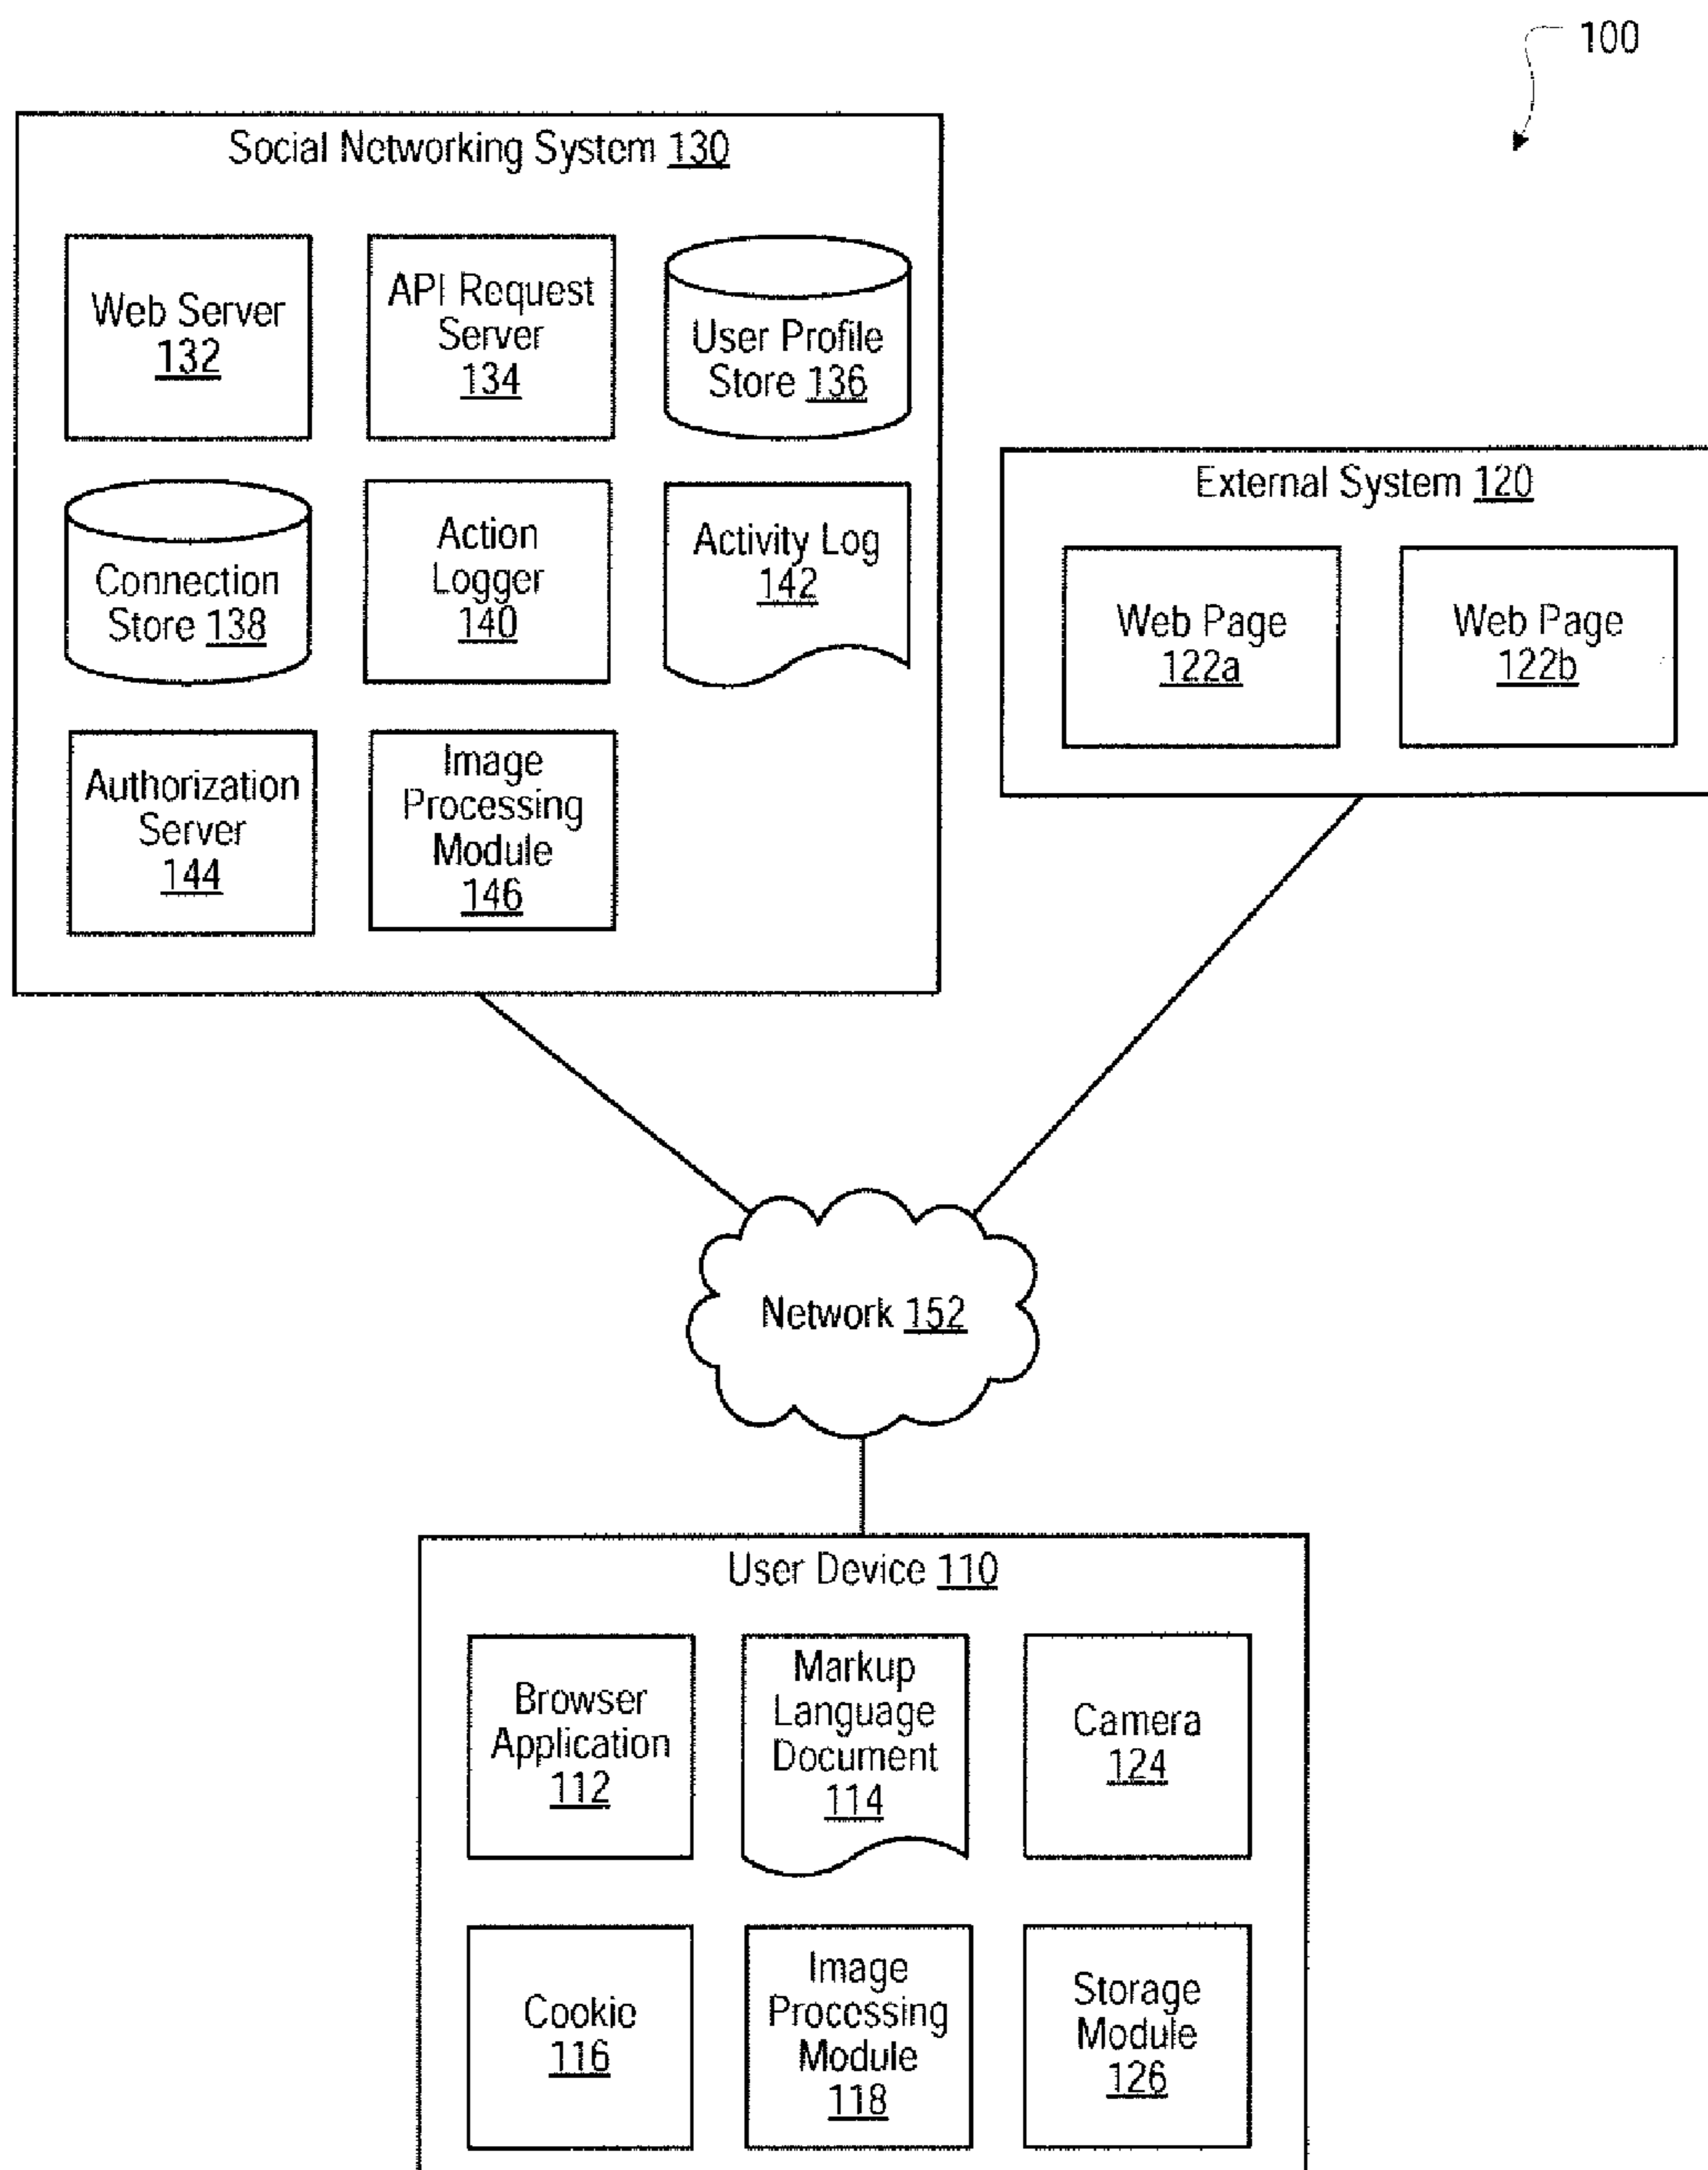 100
Social Networking System 130
Web Server
132
API Request
Server
134
User Profile
Store 136
Connection
Store 138
Action
Logger
140
Activity Log
142
Authorization
Server
144
Image
Processing
Module
146
External System 120
Web Page
122a
Web Page
122b
Network 152
User Device 110
Browser
Application
112
Markup
Language
Document
114
Camera
124
Cookie
116
Image
Processing
Module
118
Storage
Module
126